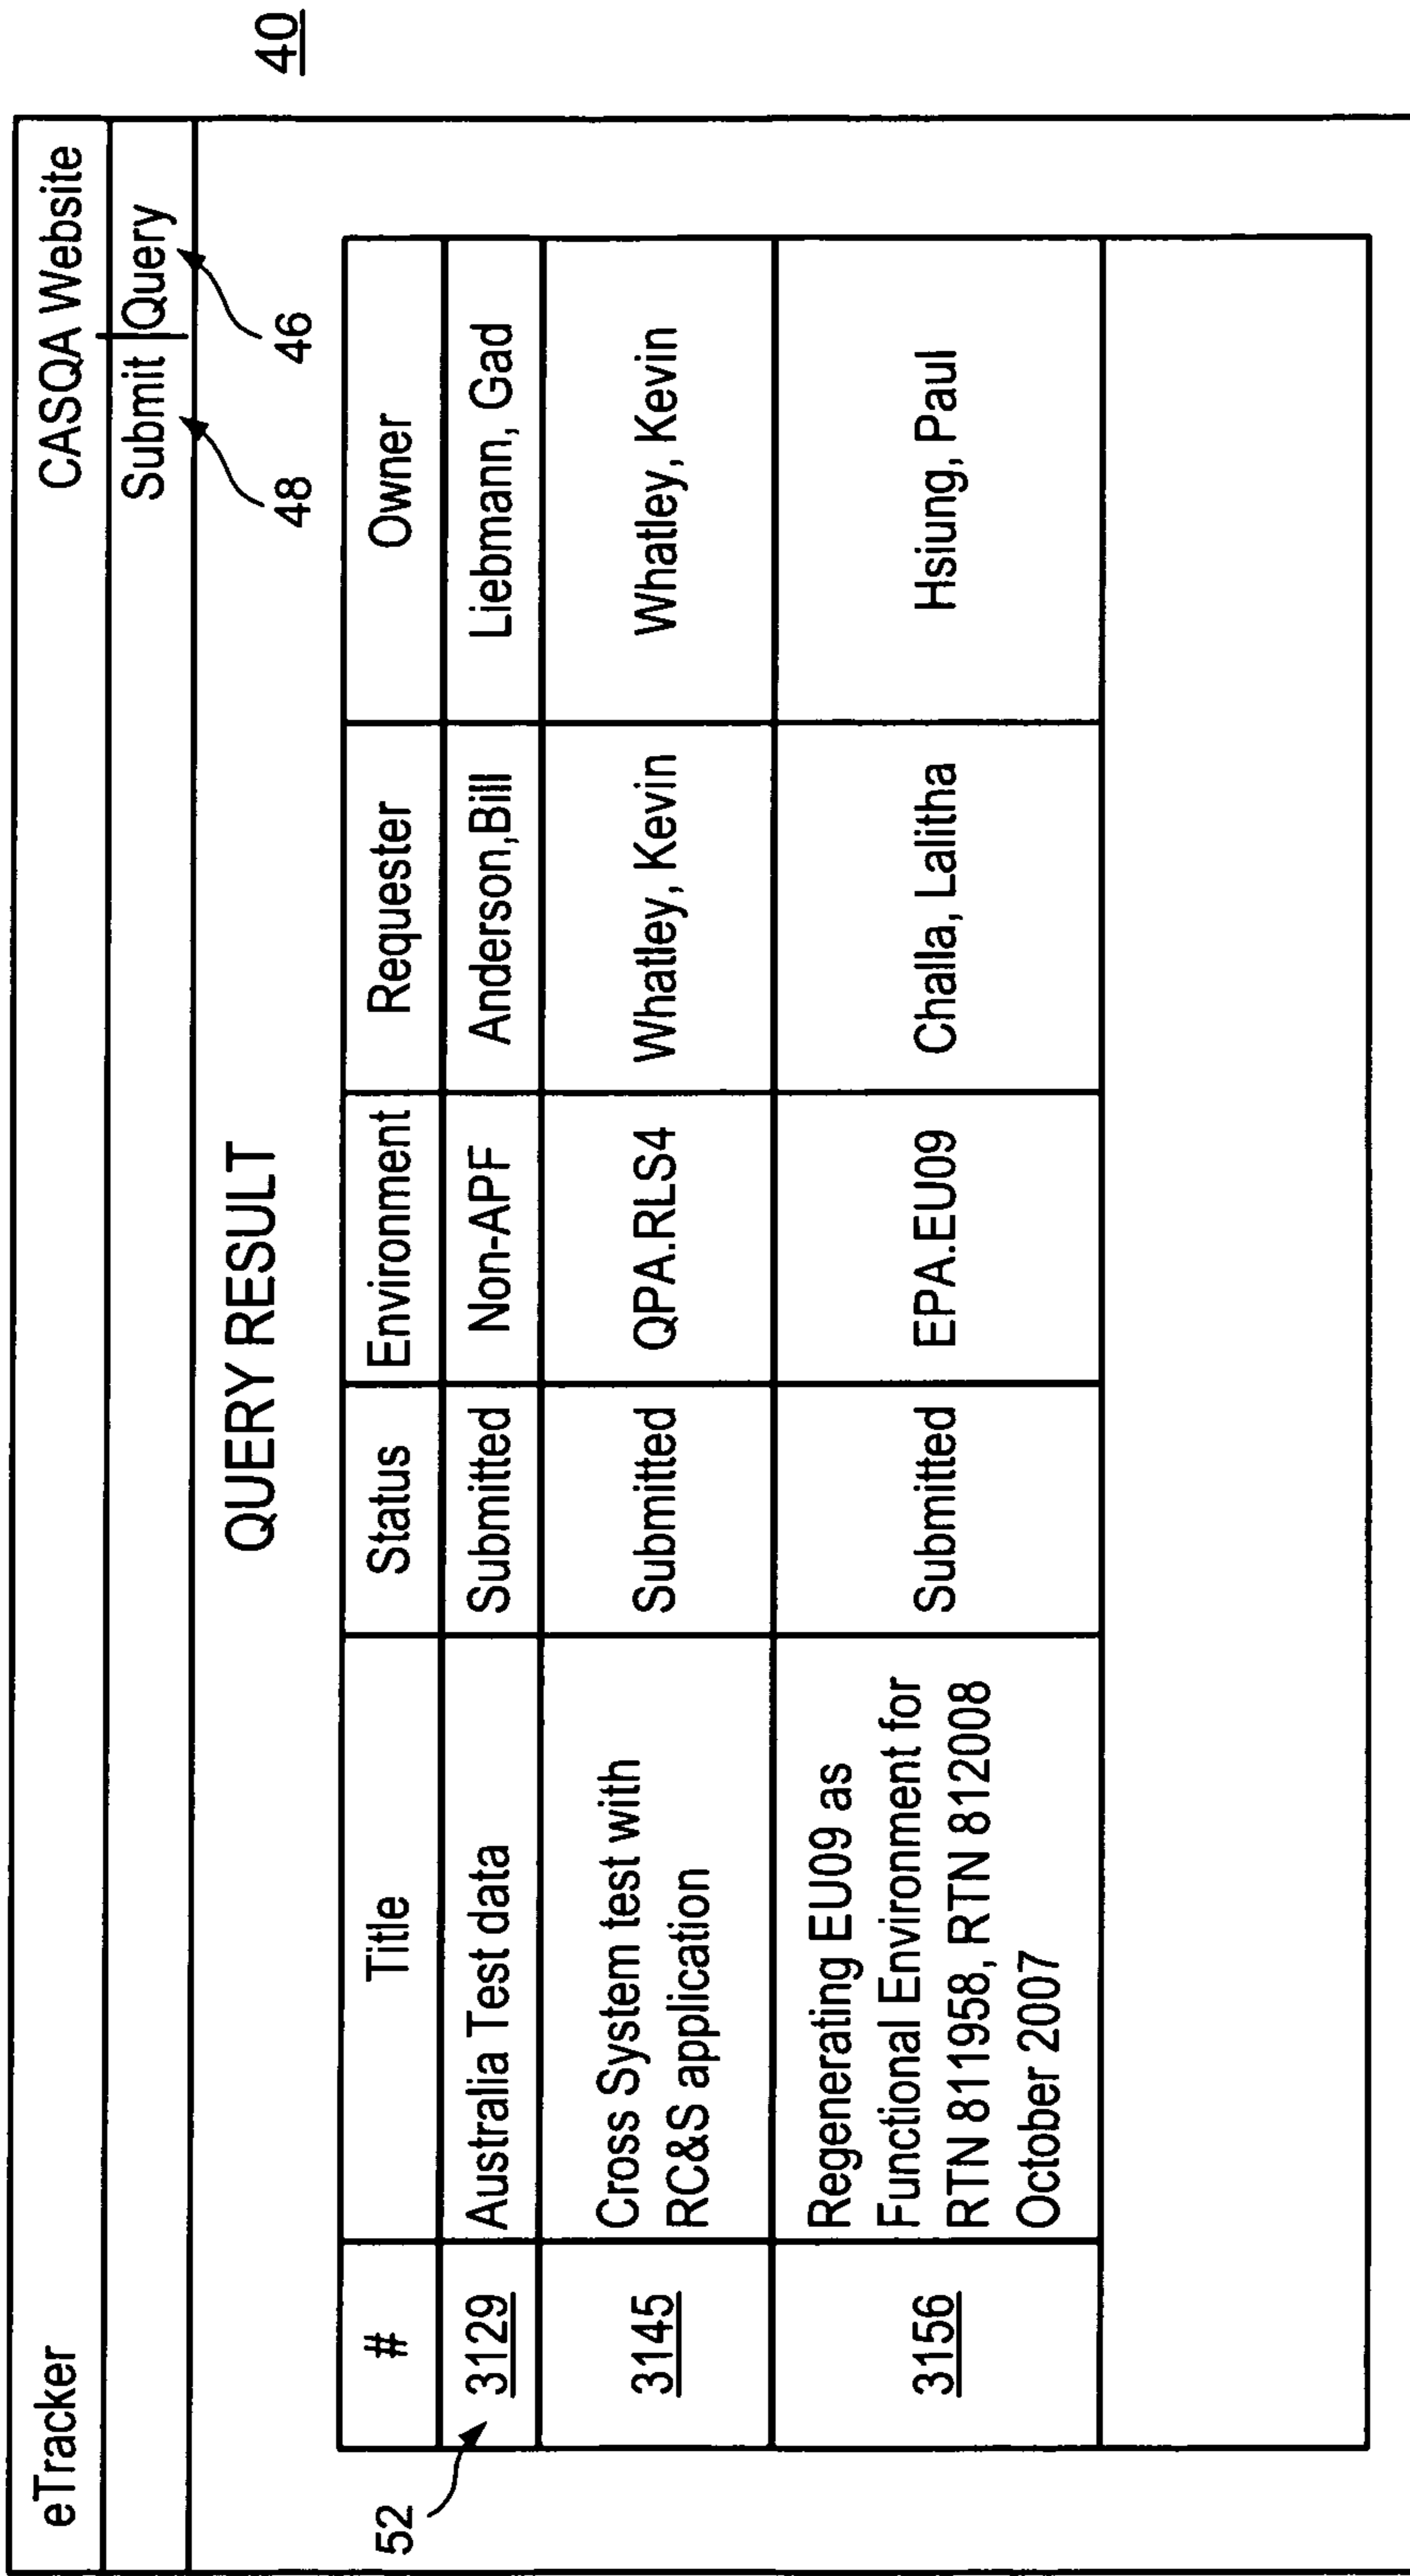 eTracker CASQA Website
Submit Query
40
48 46
QUERY RESULT
# Title Status Environment Requester Owner
52
3129 Australia Test data Submitted Non-APF Anderson,Bill Liebmann, Gad
3145 Cross System test with Submitted QPA.RLS4 Whatley, Kevin Whatley, Kevin
RC&S application
3156 Regenerating EU09 as Submitted EPA.EU09 Challa, Lalitha Hsiung, Paul
Functional Environment for
RTN 811958, RTN 812008
October 2007